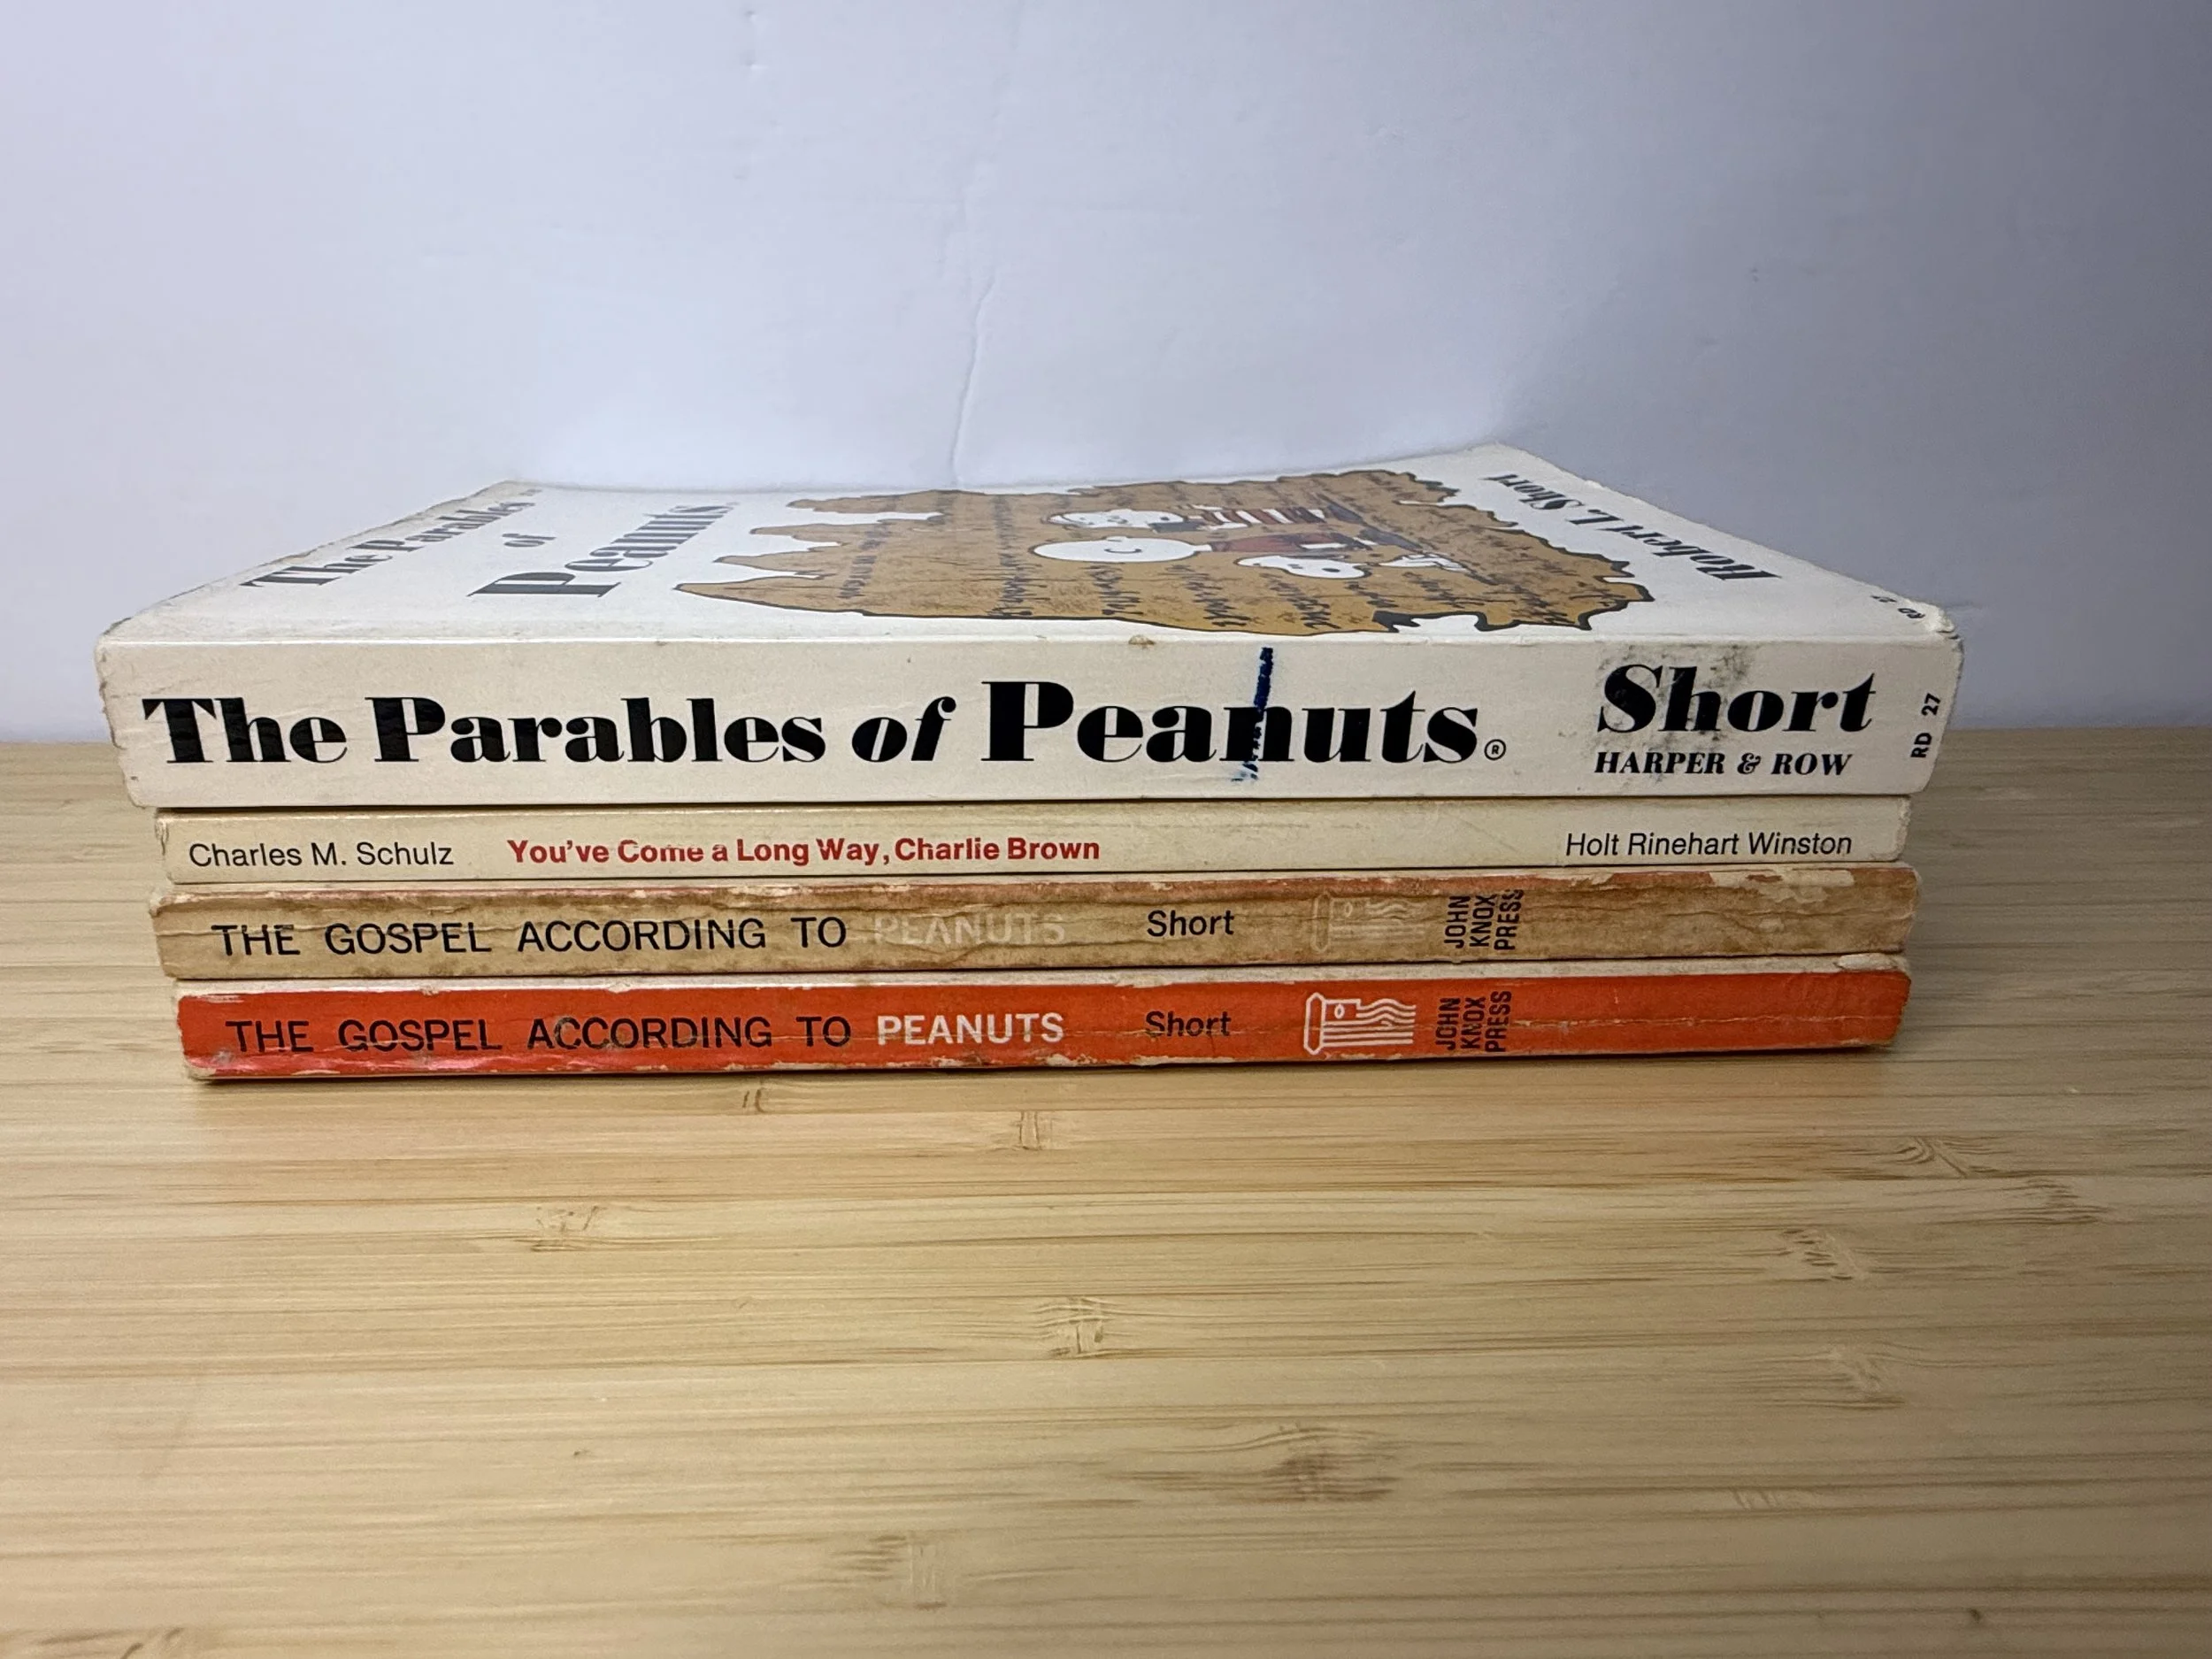 The Parables
of
Peanuts
Robert L. Short
RD 27
The Parables of Peanuts®
Short
HARPER & ROW
RD 27
Charles M. Schulz You've Come a Long Way, Charlie Brown Holt Rinehart Winston
THE GOSPEL ACCORDING TO PEANUTS Short
JOHN
KNOX
PRESS
THE GOSPEL ACCORDING TO PEANUTS Short
JOHN
KNOX
PRESS